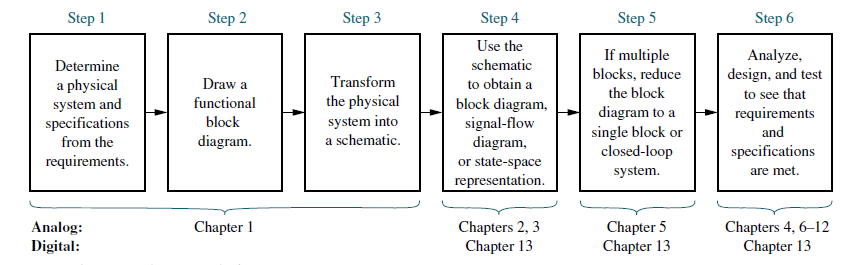 Step 1
Step 2
Step 3
Step 4
Step 5
Step 6
Determine
a physical
system and
specifications
from the
requirements.
Draw a
functional
block
diagram.
Transform
the physical
system into
a schematic.
Use the
schematic
to obtain a
block diagram,
signal-flow
diagram,
or state-space
representation.
If multiple
blocks, reduce
the block
diagram to a
single block or
closed-loop
system.
Analyze,
design, and test
to see that
requirements
and
specifications
are met.
Analog:
Chapter 1
Chapters 2, 3
Chapter 5
Chapters 4, 6–12
Digital:
Chapter 13
Chapter 13
Chapter 13